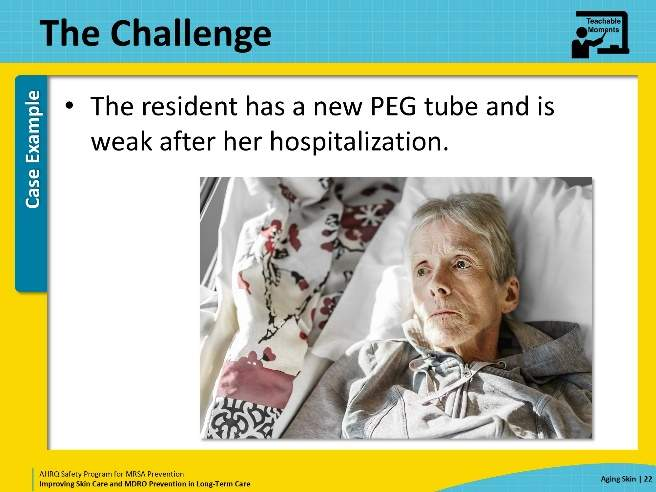 The Challenge
Teachable
Moments
Case Example
• The resident has a new PEG tube and is
weak after her hospitalization.
AHRQ Safety Program for MRSA Prevention
Improving Skin Care and MDRO Prevention in Long-Term Care
Aging Skin | 22